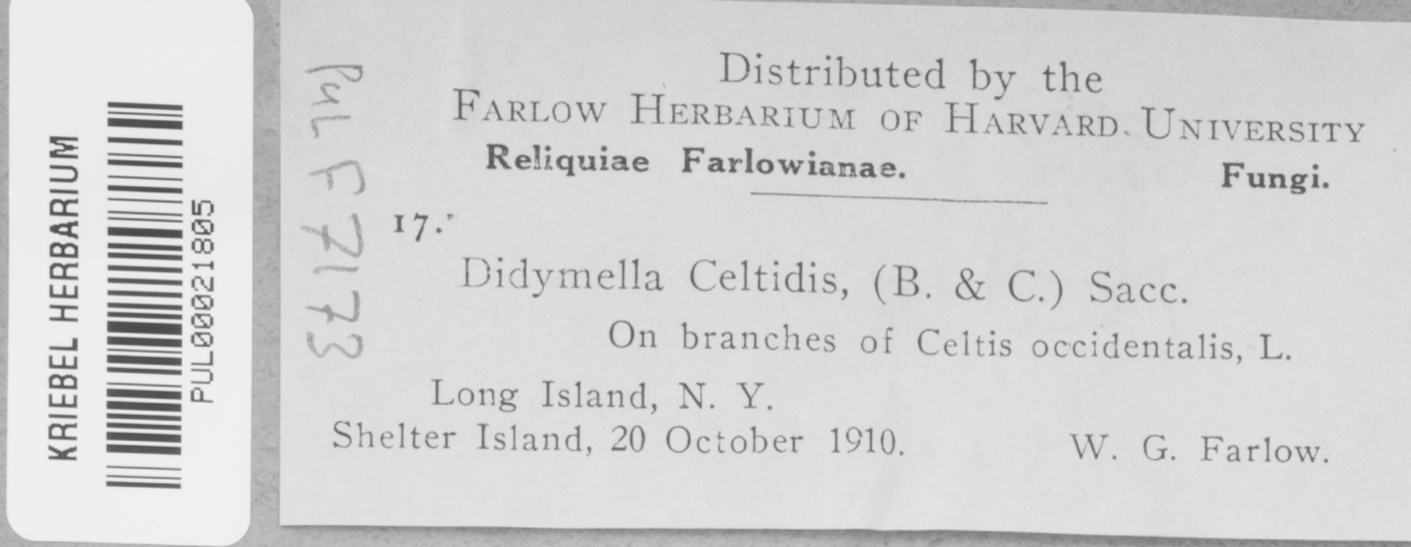 KRIEBEL HERBARIUM
PUL00021805
PUL F7173
Distributed by the
FARLOW HERBARIUM OF HARVARD UNIVERSITY
Reliquiae Farlowianae. Fungi.
17.
Didymella Celtidis, (B. & C.) Sacc.
On branches of Celtis occidentalis, L.
Long Island, N. Y.
Shelter Island, 20 October 1910. W. G. Farlow.